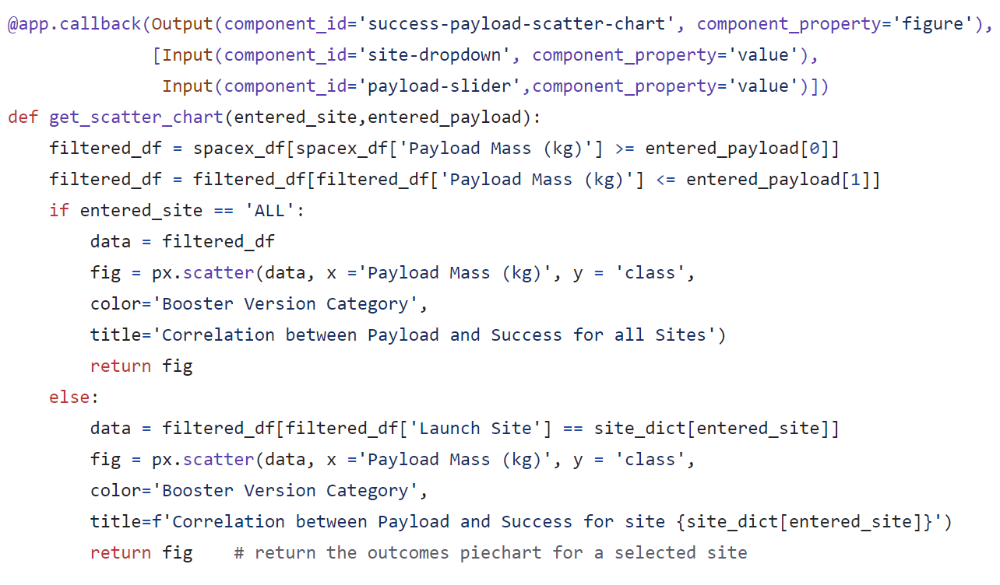 @app.callback(Output(component_id='success-payload-scatter-chart', component_property='figure'),
              [Input(component_id='site-dropdown', component_property='value'),
               Input(component_id='payload-slider',component_property='value')])
def get_scatter_chart(entered_site,entered_payload):
    filtered_df = spacex_df[spacex_df['Payload Mass (kg)'] >= entered_payload[0]]
    filtered_df = filtered_df[filtered_df['Payload Mass (kg)'] <= entered_payload[1]]
    if entered_site == 'ALL':
        data = filtered_df
        fig = px.scatter(data, x ='Payload Mass (kg)', y = 'class',
        color='Booster Version Category',
        title='Correlation between Payload and Success for all Sites')
        return fig
    else:
        data = filtered_df[filtered_df['Launch Site'] == site_dict[entered_site]]
        fig = px.scatter(data, x ='Payload Mass (kg)', y = 'class',
        color='Booster Version Category',
        title=f'Correlation between Payload and Success for site {site_dict[entered_site]}')
        return fig    # return the outcomes piechart for a selected site